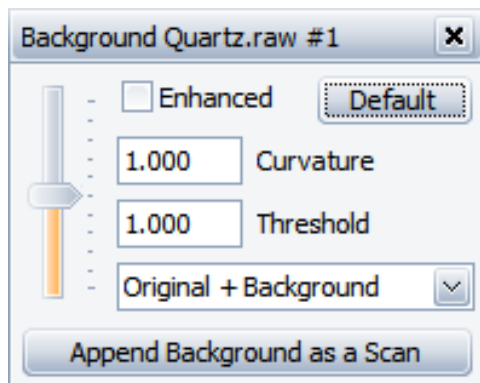 Background Quartz.raw #1
Enhanced
Default
1.000 Curvature
1.000 Threshold
Original + Background
Append Background as a Scan